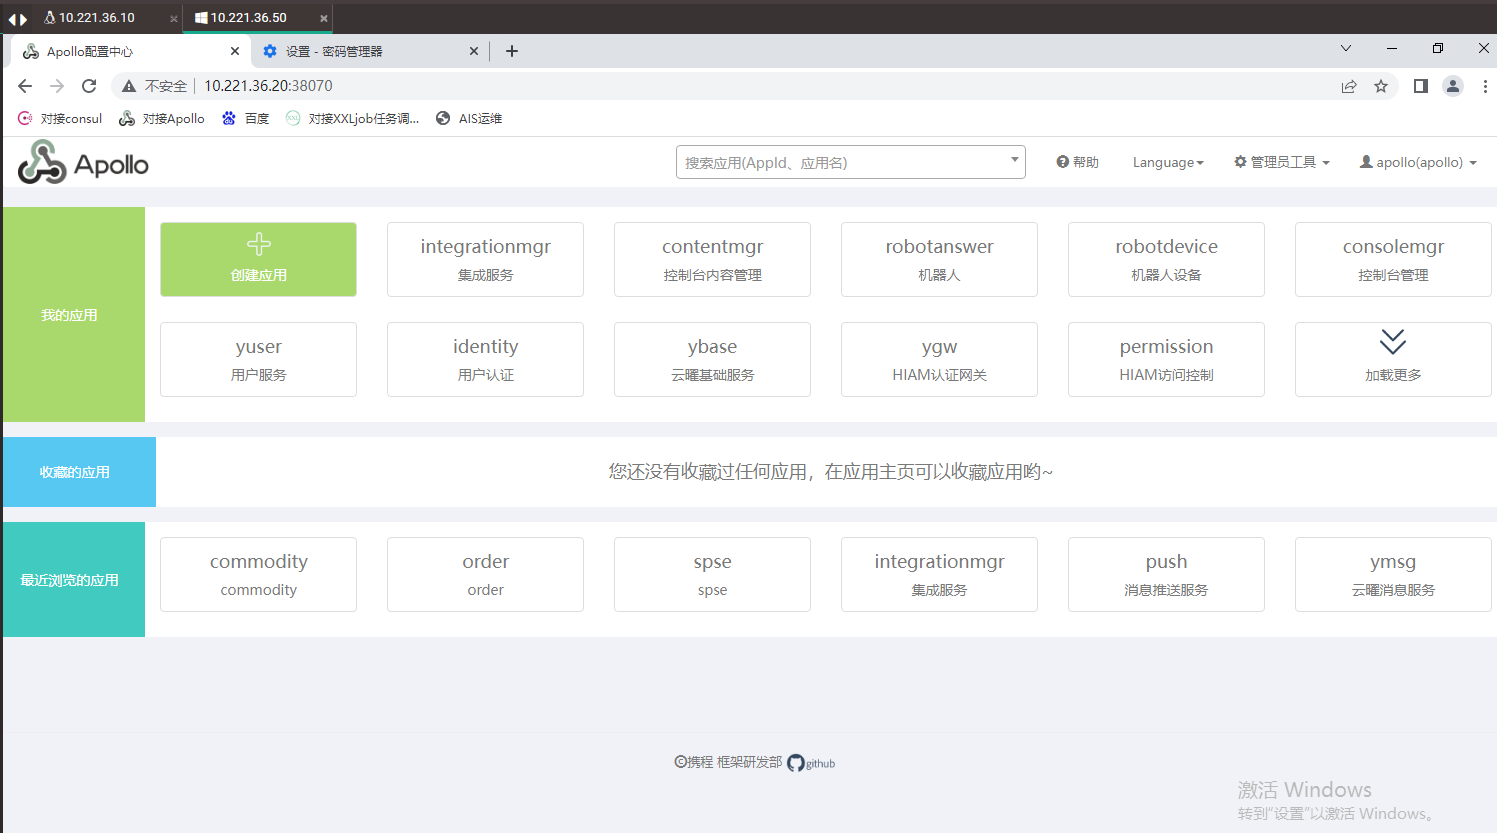 10.221.36.10
10.221.36.50
Apollo配置中心
设置 - 密码管理器
不安全
10.221.36.20:38070
对接consul
对接Apollo
百度
对接XXLjob任务调...
AIS运维
Apollo
搜索应用(AppId、应用名)
帮助
Language
管理员工具
apollo(apollo)
我的应用
创建应用
integrationmgr
集成服务
contentmgr
控制台内容管理
robotanswer
机器人
robotdevice
机器人设备
consolemgr
控制台管理
yuser
用户服务
identity
用户认证
ybase
云曜基础服务
ygw
HIAM认证网关
permission
HIAM访问控制
加载更多
收藏的应用
您还没有收藏过任何应用，在应用主页可以收藏应用哟~
最近浏览的应用
commodity
commodity
order
order
spse
spse
integrationmgr
集成服务
push
消息推送服务
ymsg
云曜消息服务
©携程 框架研发部 github
激活 Windows
转到"设置"以激活 Windows。